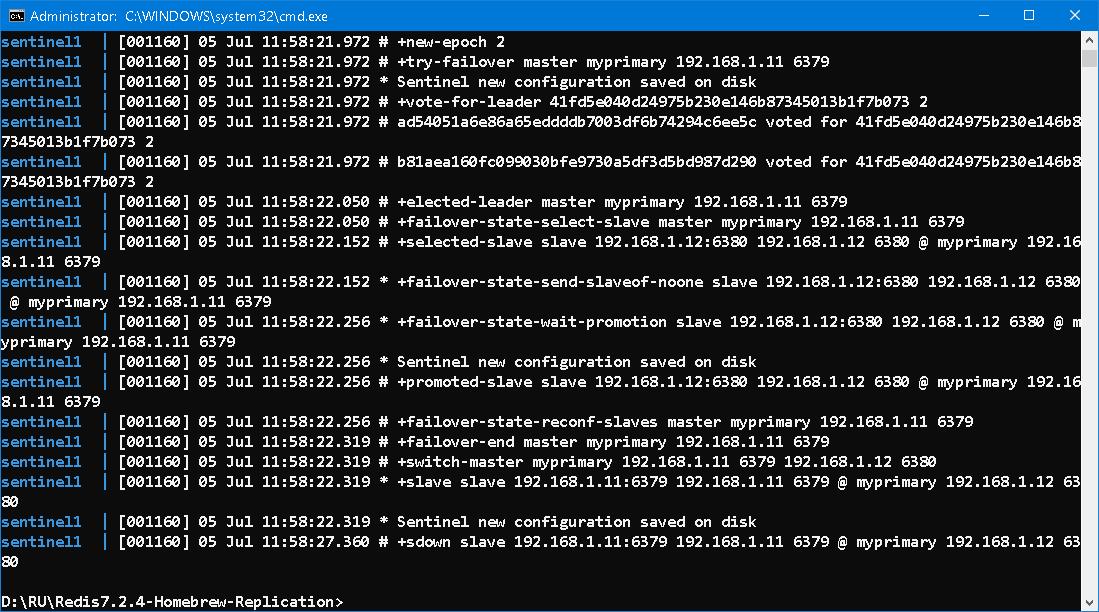 Administrator: C:\WINDOWS\system32\cmd.exe
sentinel1 | [001160] 05 Jul 11:58:21.972 # +new-epoch 2
sentinel1 | [001160] 05 Jul 11:58:21.972 # +try-failover master myprimary 192.168.1.11 6379
sentinel1 | [001160] 05 Jul 11:58:21.972 * Sentinel new configuration saved on disk
sentinel1 | [001160] 05 Jul 11:58:21.972 # +vote-for-leader 41fd5e040d24975b230e146b87345013b1f7b073 2
sentinel1 | [001160] 05 Jul 11:58:21.972 # ad54051a6e86a65eddddb7003df6b74294c6ee5c voted for 41fd5e040d24975b230e146b8
7345013b1f7b073 2
sentinel1 | [001160] 05 Jul 11:58:21.972 # b81aea160fc099030bfe9730a5df3d5bd987d290 voted for 41fd5e040d24975b230e146b8
7345013b1f7b073 2
sentinel1 | [001160] 05 Jul 11:58:22.050 # +elected-leader master myprimary 192.168.1.11 6379
sentinel1 | [001160] 05 Jul 11:58:22.050 # +failover-state-select-slave master myprimary 192.168.1.11 6379
sentinel1 | [001160] 05 Jul 11:58:22.152 # +selected-slave slave 192.168.1.12:6380 192.168.1.12 6380 @ myprimary 192.16
8.1.11 6379
sentinel1 | [001160] 05 Jul 11:58:22.152 * +failover-state-send-slaveof-noone slave 192.168.1.12:6380 192.168.1.12 6380
@ myprimary 192.168.1.11 6379
sentinel1 | [001160] 05 Jul 11:58:22.256 * +failover-state-wait-promotion slave 192.168.1.12:6380 192.168.1.12 6380 @ m
yprimary 192.168.1.11 6379
sentinel1 | [001160] 05 Jul 11:58:22.256 * Sentinel new configuration saved on disk
sentinel1 | [001160] 05 Jul 11:58:22.256 # +promoted-slave slave 192.168.1.12:6380 192.168.1.12 6380 @ myprimary 192.16
8.1.11 6379
sentinel1 | [001160] 05 Jul 11:58:22.256 # +failover-state-reconf-slaves master myprimary 192.168.1.11 6379
sentinel1 | [001160] 05 Jul 11:58:22.319 # +failover-end master myprimary 192.168.1.11 6379
sentinel1 | [001160] 05 Jul 11:58:22.319 # +switch-master myprimary 192.168.1.11 6379 192.168.1.12 6380
sentinel1 | [001160] 05 Jul 11:58:22.319 * +slave slave 192.168.1.11:6379 192.168.1.11 6379 @ myprimary 192.168.1.12 63
80
sentinel1 | [001160] 05 Jul 11:58:22.319 * Sentinel new configuration saved on disk
sentinel1 | [001160] 05 Jul 11:58:27.360 # +sdown slave 192.168.1.11:6379 192.168.1.11 6379 @ myprimary 192.168.1.12 63
80
D:\RU\Redis7.2.4-Homebrew-Replication>